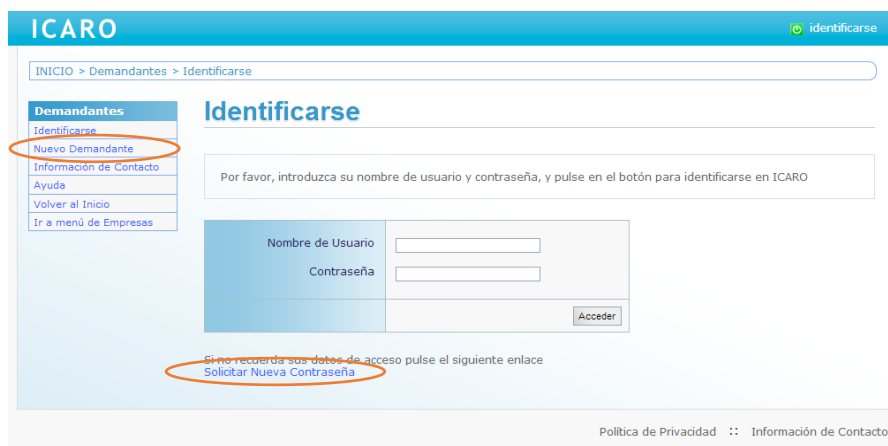 ICARO
identificarse
INICIO > Demandantes > Identificarse
Demandantes
Identificarse
Nuevo Demandante
Información de Contacto
Ayuda
Volver al Inicio
Ir a menú de Empresas
Identificarse
Por favor, introduzca su nombre de usuario y contraseña, y pulse en el botón para identificarse en ICARO
Nombre de Usuario
Contraseña
Acceder
Si no recuerda sus datos de acceso pulse el siguiente enlace
Solicitar Nueva Contraseña
Política de Privacidad :: Información de Contacto